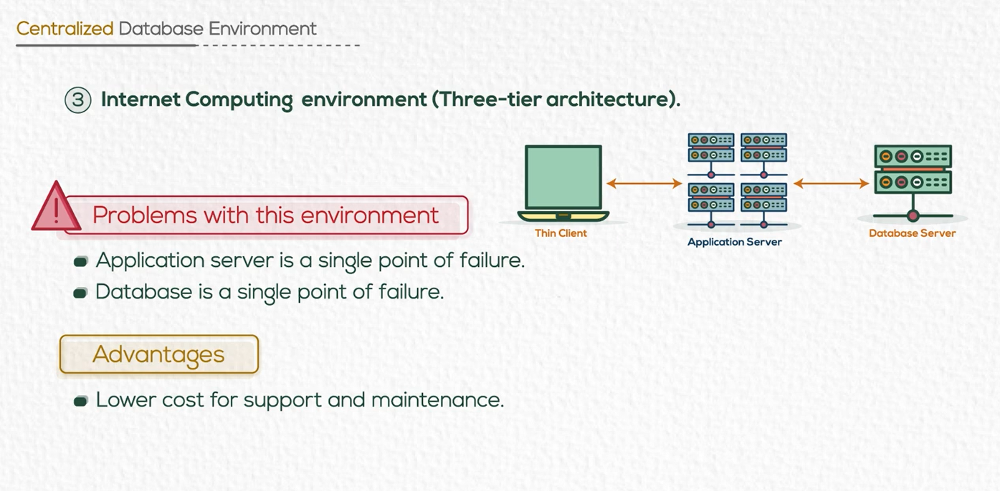 Centralized Database Environment
3 Internet Computing environment (Three-tier architecture).
Problems with this environment
Application server is a single point of failure.
Database is a single point of failure.
Thin Client
Application Server
Database Server
Advantages
Lower cost for support and maintenance.